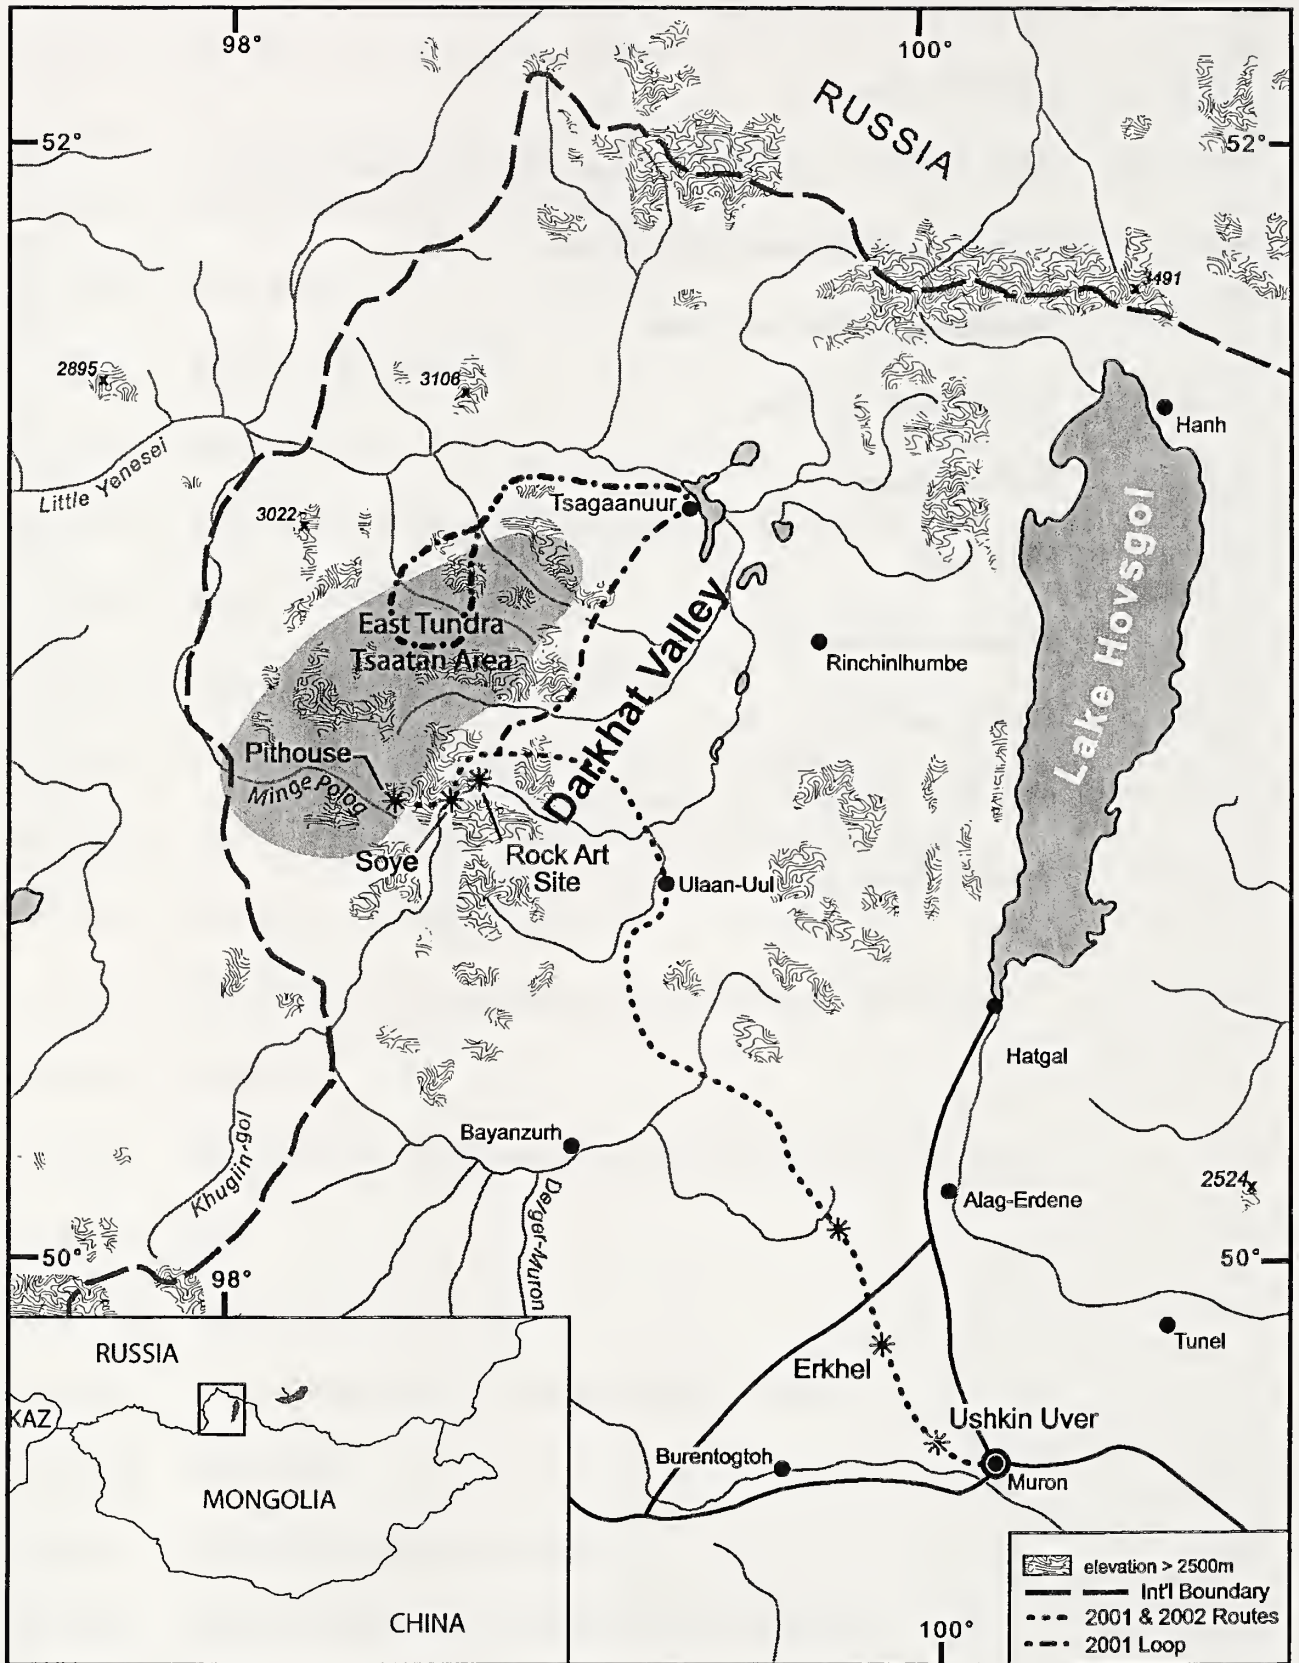 98°
100°
RUSSIA
52°
52°
3491
2895
3106
Hanh
Little Yenesei
3022
Tsagaanuur
Lake Hovsgol
East Tundra
Tsaatan Area
Rinchinlhumbe
Darkhat Valley
Pithouse
Minge Polog
Soye
Rock Art
Site
Ulaan-Uul
Hatgal
Bayanzurh
Khugiin-gol
Delger-Muron
Alag-Erdene
2524
50°
50°
98°
Tunel
Erkhel
Ushkin Uver
Burentogtoh
Muron
RUSSIA
KAZ
MONGOLIA
CHINA
100°
elevation > 2500m
Int'l Boundary
2001 & 2002 Routes
2001 Loop